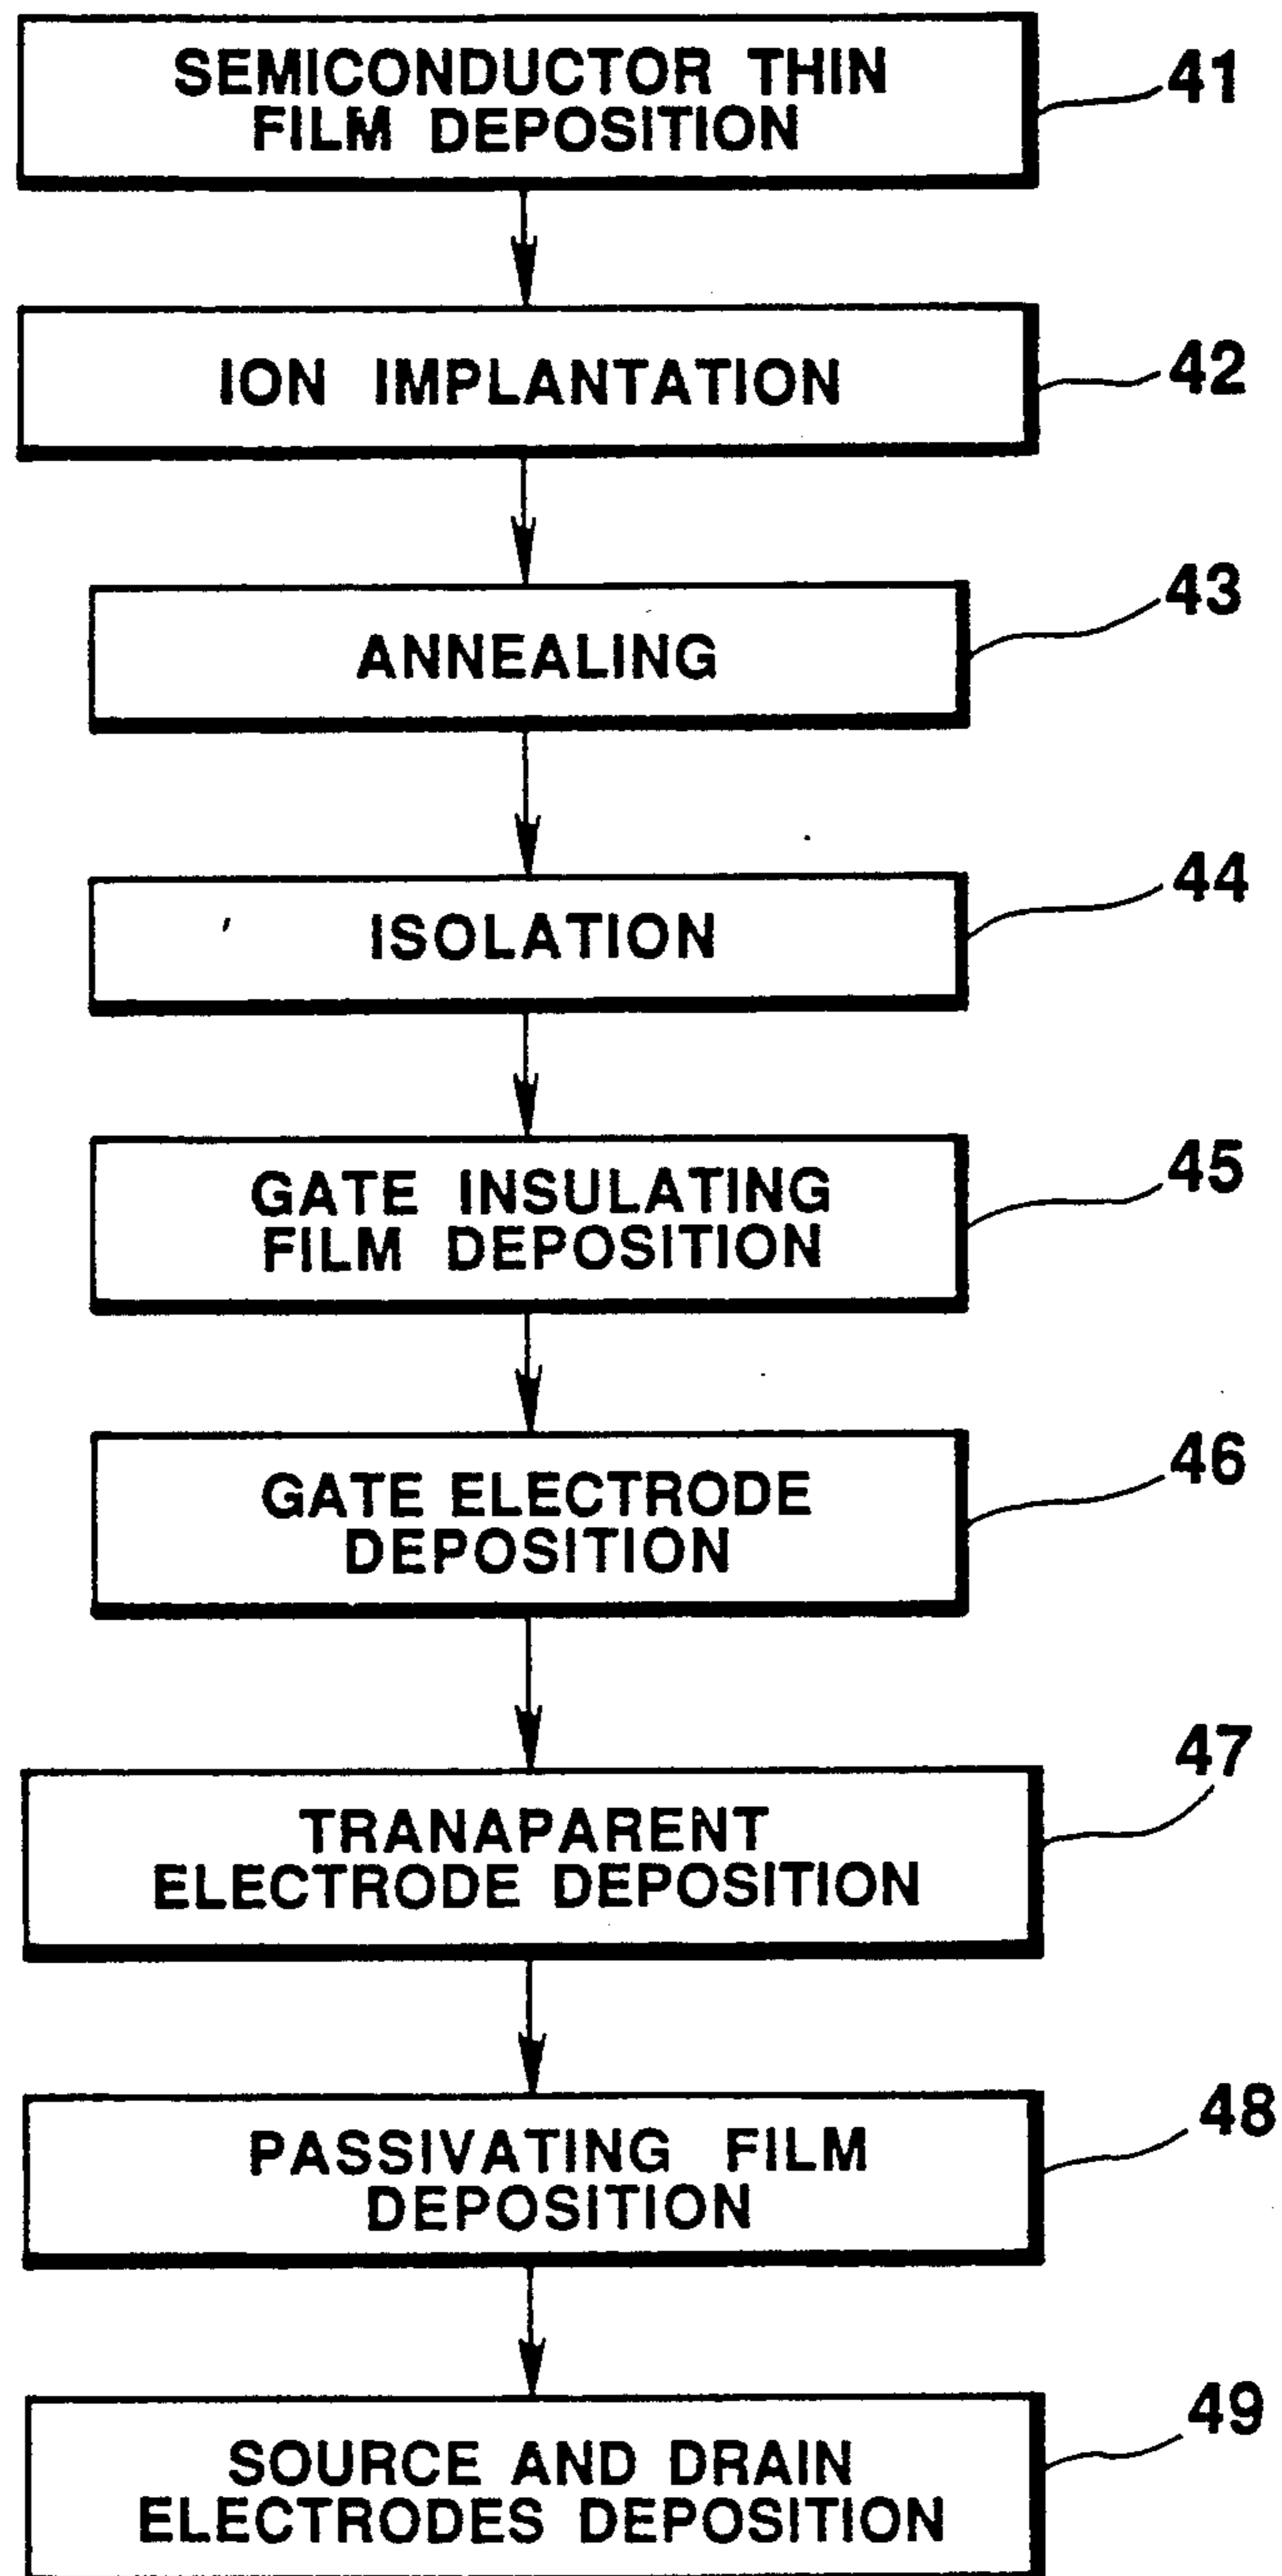 SEMICONDUCTOR THIN
FILM DEPOSITION
41
ION IMPLANTATION
42
ANNEALING
43
ISOLATION
44
GATE INSULATING
FILM DEPOSITION
45
GATE ELECTRODE
DEPOSITION
46
TRANAPARENT
ELECTRODE DEPOSITION
47
PASSIVATING FILM
DEPOSITION
48
SOURCE AND DRAIN
ELECTRODES DEPOSITION
49